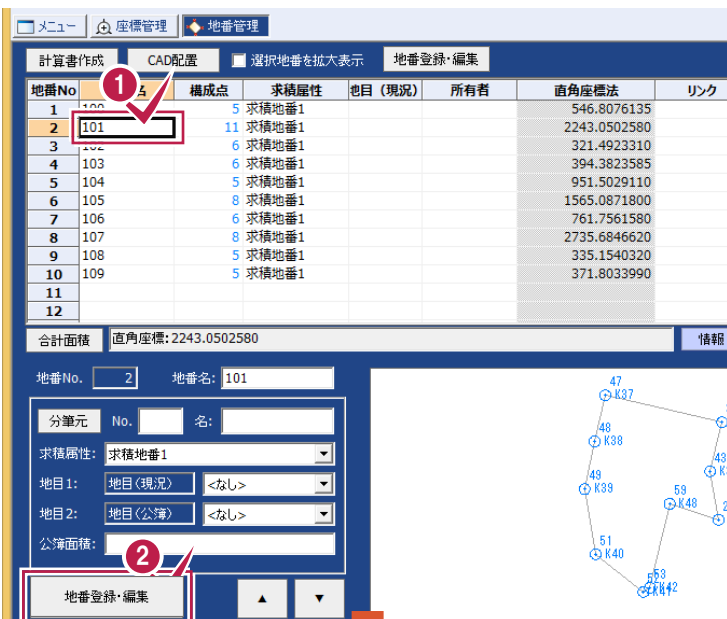 メニュー 座標管理 地番管理
計算書作成 CAD配置 選択地番を拡大表示 地番登録・編集
地番No 名 構成点 求積属性 地目（現況） 所有者 直角座標法 リンク
1 100 5 求積地番1 546.8076135
2 101 11 求積地番1 2243.0502580
3 102 6 求積地番1 321.4923310
4 103 6 求積地番1 394.3823585
5 104 5 求積地番1 951.5029110
6 105 8 求積地番1 1565.0871800
7 106 6 求積地番1 761.7561580
8 107 8 求積地番1 2735.6846620
9 108 5 求積地番1 335.1540320
10 109 5 求積地番1 371.8033990
11
12
1
合計面積 直角座標:2243.0502580 情報
地番No. 2 地番名: 101
分筆元 No. 名:
求積属性: 求積地番1
地目1: 地目(現況) <なし>
地目2: 地目(公簿) <なし>
公簿面積:
2
地番登録・編集 ▲ ▼
47
K37
48
K38
49
K39
59
K48
43
51
K40
53